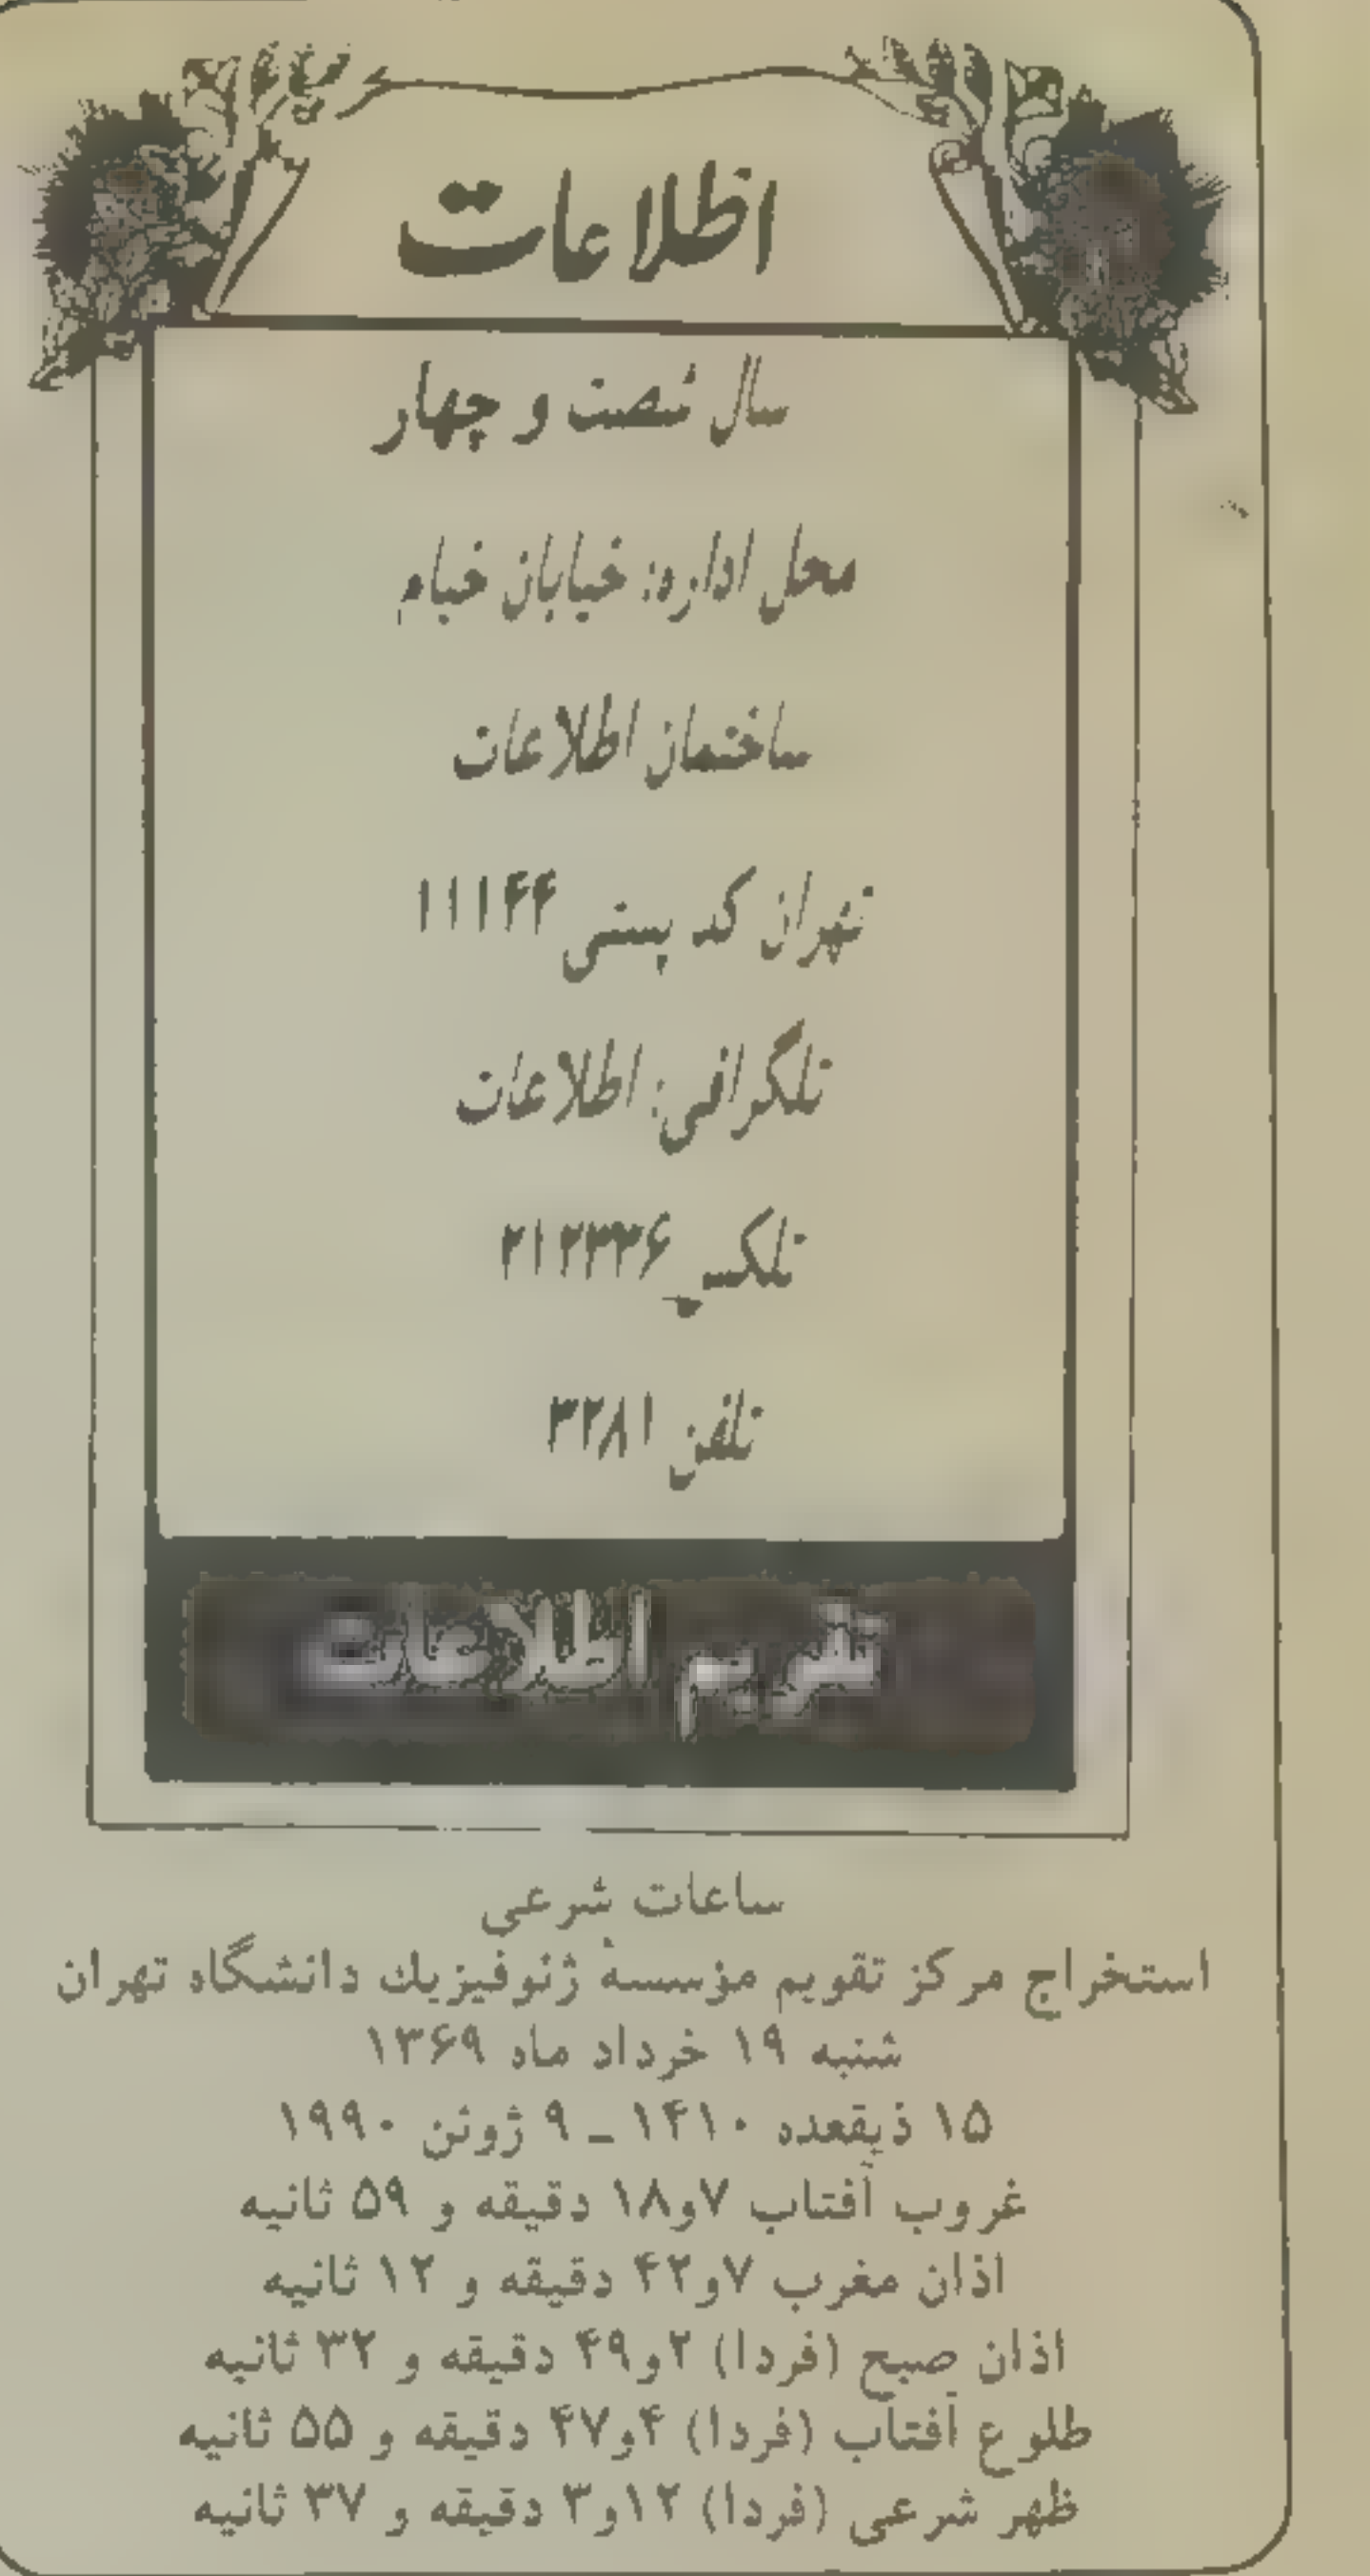 اطلاعات
سال شصت و چهار
محل اداره: خیابان خیام
ساختمان اطلاعات
تهران کد پستی ۱۱۱۴۴
تلگرافی: اطلاعات
تلکس ۲۱۲۳۳۶
تلفن ۳۲۸۱
تقویم اطلاعات
ساعات شرعی
استخراج مرکز تقویم مؤسسهٔ ژئوفیزیك دانشگاه تهران
شنبه ۱۹ خرداد ماه ۱۳۶۹
۱۵ ذیقعده ۱۴۱۰ ـ ۹ ژوئن ۱۹۹۰
غروب آفتاب ۷و۱۸ دقیقه و ۵۹ ثانیه
اذان مغرب ۷و۴۲ دقیقه و ۱۲ ثانیه
اذان صبح (فردا) ۲و۴۹ دقیقه و ۳۲ ثانیه
طلوع آفتاب (فردا) ۴و۴۷ دقیقه و ۵۵ ثانیه
ظهر شرعی (فردا) ۱۲و۳ دقیقه و ۳۷ ثانیه